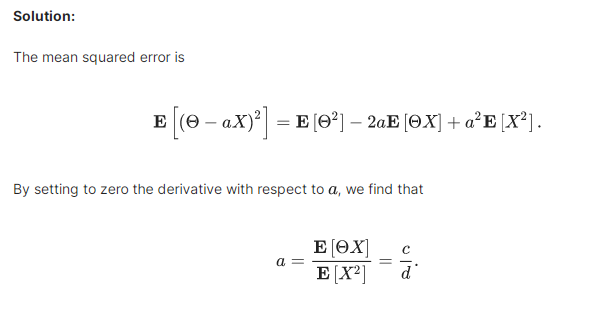 Solution:
The mean squared error is
E[(Θ − aX)²] = E[Θ²] − 2aE[ΘX] + a²E[X²].
By setting to zero the derivative with respect to a, we find that
a = E[ΘX] / E[X²] = c / d.